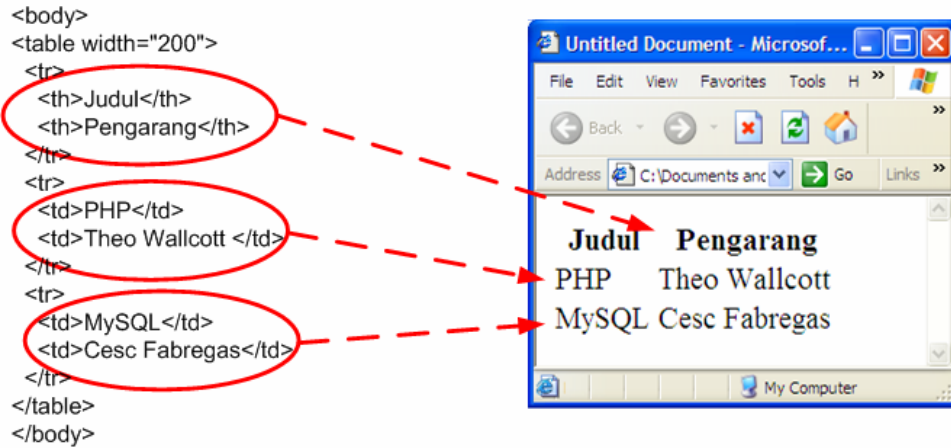 <body>
<table width="200">
<tr>
<th>Judul</th>
<th>Pengarang</th>
</tr>
<tr>
<td>PHP</td>
<td>Theo Wallcott </td>
</tr>
<tr>
<td>MySQL</td>
<td>Cesc Fabregas</td>
</tr>
</table>
</body>
Untitled Document - Microsof...
File Edit View Favorites Tools H »
Back »
Address C:\Documents anc Go Links »
Judul Pengarang
PHP Theo Wallcott
MySQL Cesc Fabregas
My Computer